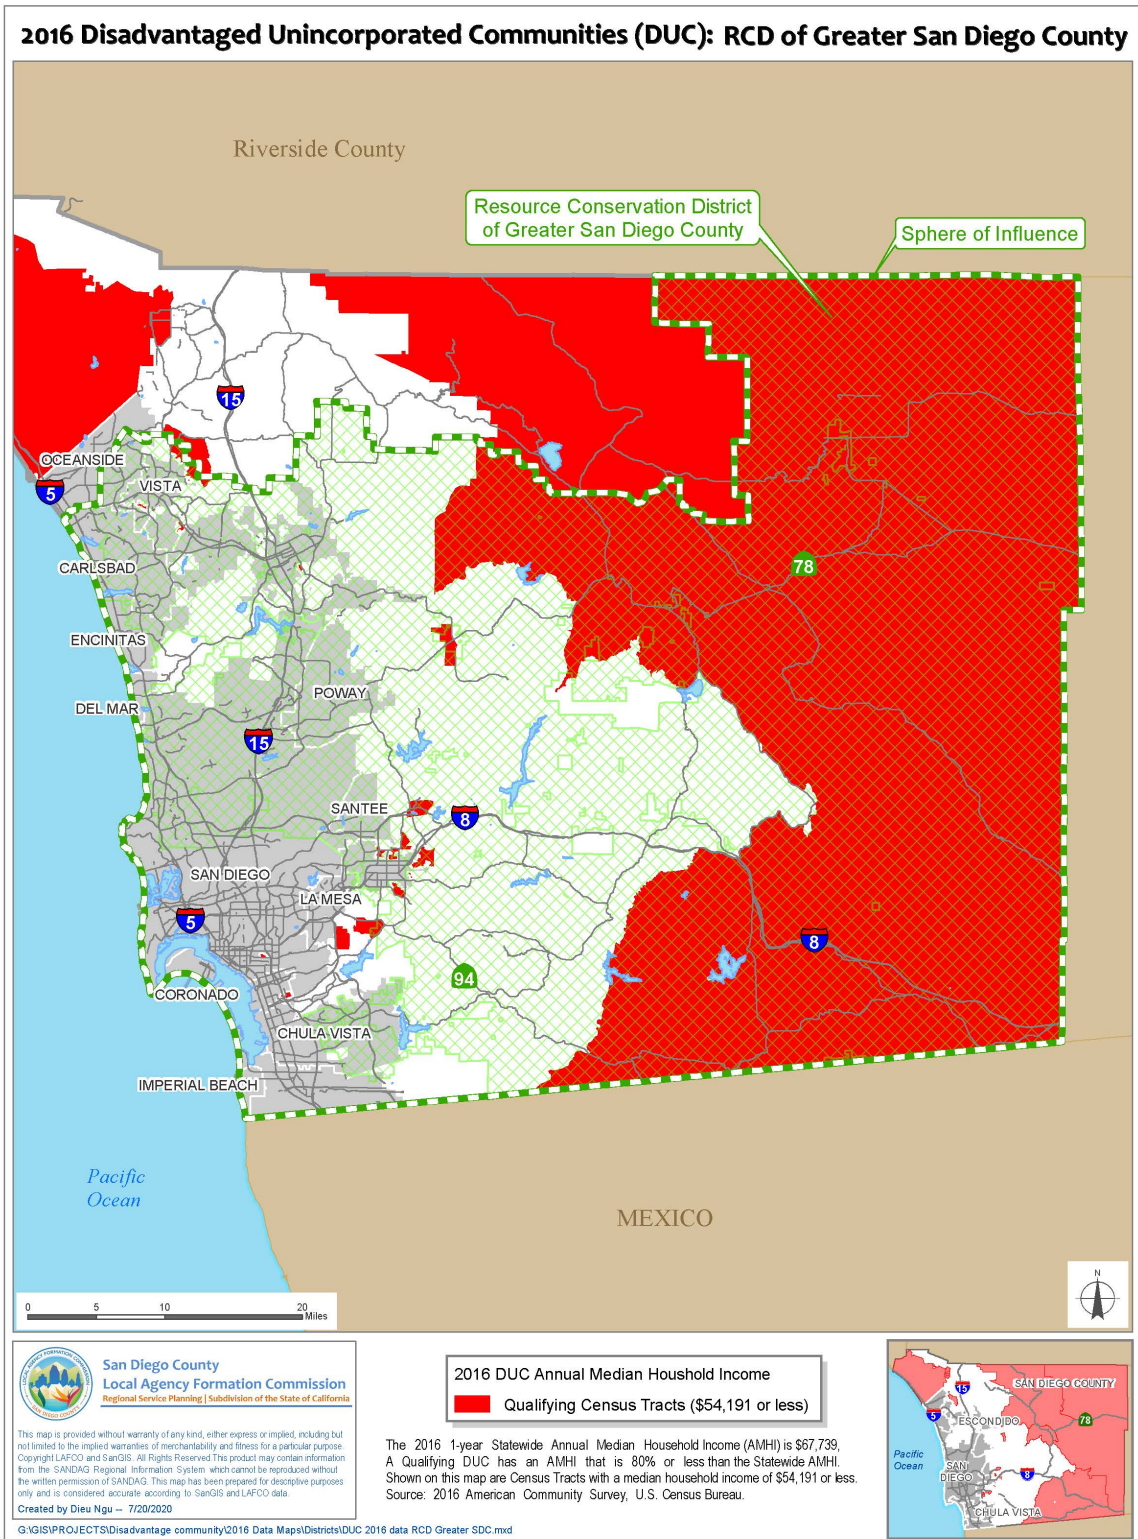 2016 Disadvantaged Unincorporated Communities (DUC): RCD of Greater San Diego County
Riverside County
Resource Conservation District
of Greater San Diego County
Sphere of Influence
15
OCEANSIDE
5
VISTA
78
CARLSBAD
ENCINITAS
POWAY
DEL MAR
15
SANTEE
8
SAN DIEGO
LA MESA
5
8
94
CORONADO
CHULA VISTA
IMPERIAL BEACH
Pacific
Ocean
MEXICO
N
0 5 10 20
Miles
LOCAL AGENCY FORMATION COMMISSION
SAN DIEGO COUNTY
San Diego County
Local Agency Formation Commission
Regional Service Planning | Subdivision of the State of California
This map is provided without warranty of any kind, either express or implied, including but
not limited to the implied warranties of merchantability and fitness for a particular purpose.
Copyright LAFCO and SanGIS. All Rights Reserved This product may contain information
from the SANDAG Regional Information System which cannot be reproduced without
the written permission of SANDAG. This map has been prepared for descriptive purposes
only and is considered accurate according to SanGIS and LAFCO data.
Created by Dieu Ngu -- 7/20/2020
G:\GIS\PROJECTS\Disadvantage community\2016 Data Maps\Districts\DUC 2016 data RCD Greater SDC.mxd
2016 DUC Annual Median Houshold Income
Qualifying Census Tracts ($54,191 or less)
The 2016 1-year Statewide Annual Median Household Income (AMHI) is $67,739,
A Qualifying DUC has an AMHI that is 80% or less than the Statewide AMHI.
Shown on this map are Census Tracts with a median household income of $54,191 or less.
Source: 2016 American Community Survey, U.S. Census Bureau.
SAN DIEGO COUNTY
15
5
78
ESCONDIDO
Pacific
Ocean
SAN
DIEGO
8
CHULA VISTA